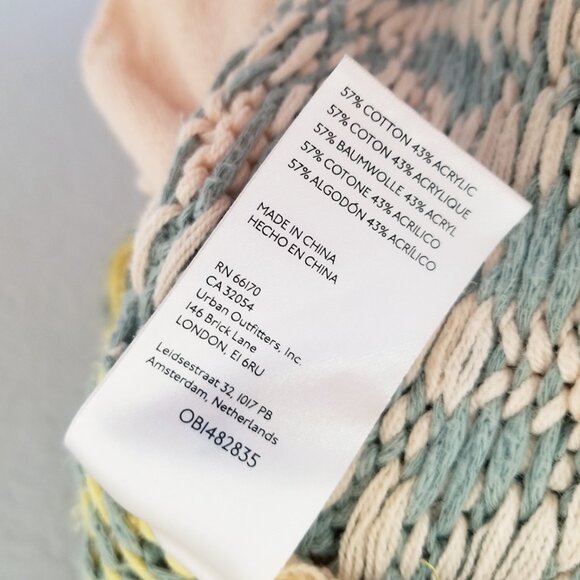 57% COTTON 43% ACRYLIC
57% COTON 43% ACRYLIQUE
57% BAUMWOLLE 43% ACRYL
57% COTONE 43% ACRILICO
57% ALGODÓN 43% ACRÍLICO
MADE IN CHINA
HECHO EN CHINA
RN 66170
CA 32054
Urban Outfitters, Inc.
146 Brick Lane
LONDON, E1 6RU
Leidsestraat 32, 1017 PB
Amsterdam, Netherlands
OB1482835